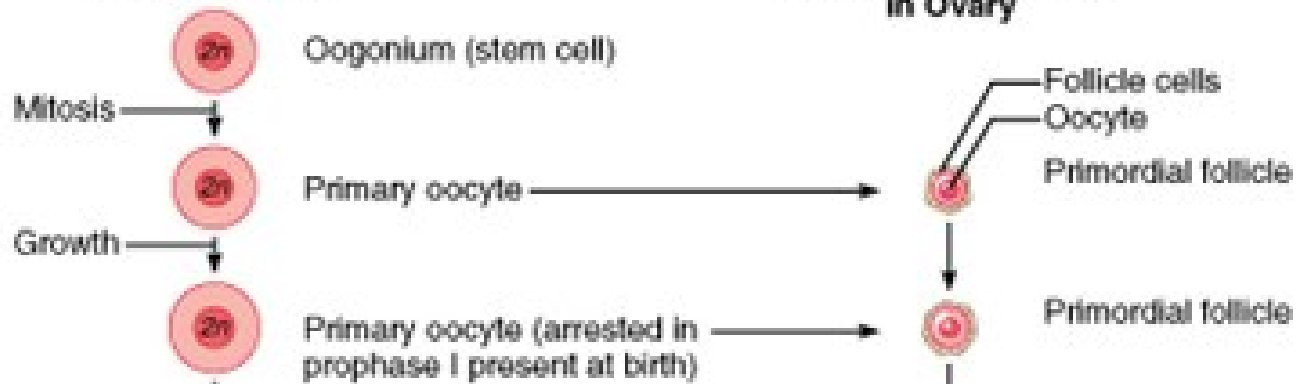 in Ovary
2n
Oogonium (stem cell)
Follicle cells
Mitosis
Oocyte
2n
Primary oocyte
Primordial follicle
Growth
2n
Primary oocyte (arrested in
prophase I present at birth)
Primordial follicle